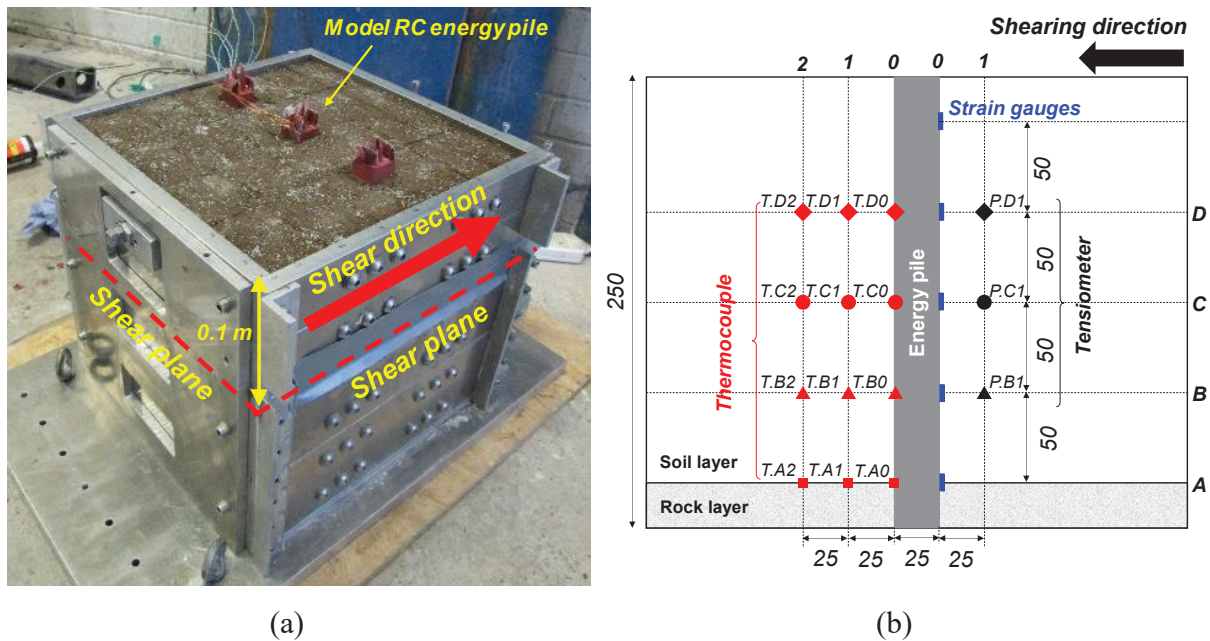 Model RC energy pile
Shear direction
Shear plane
0.1 m
Shear plane
(a)
Shearing direction
2 1 0 0 1
Strain gauges
50
T.D2 T.D1 T.D0 P.D1 D
50
250
Thermocouple
T.C2 T.C1 T.C0 P.C1 C
Energy pile
Tensiometer
50
T.B2 T.B1 T.B0 P.B1 B
50
Soil layer
T.A2 T.A1 T.A0 A
Rock layer
25 25 25 25
(b)